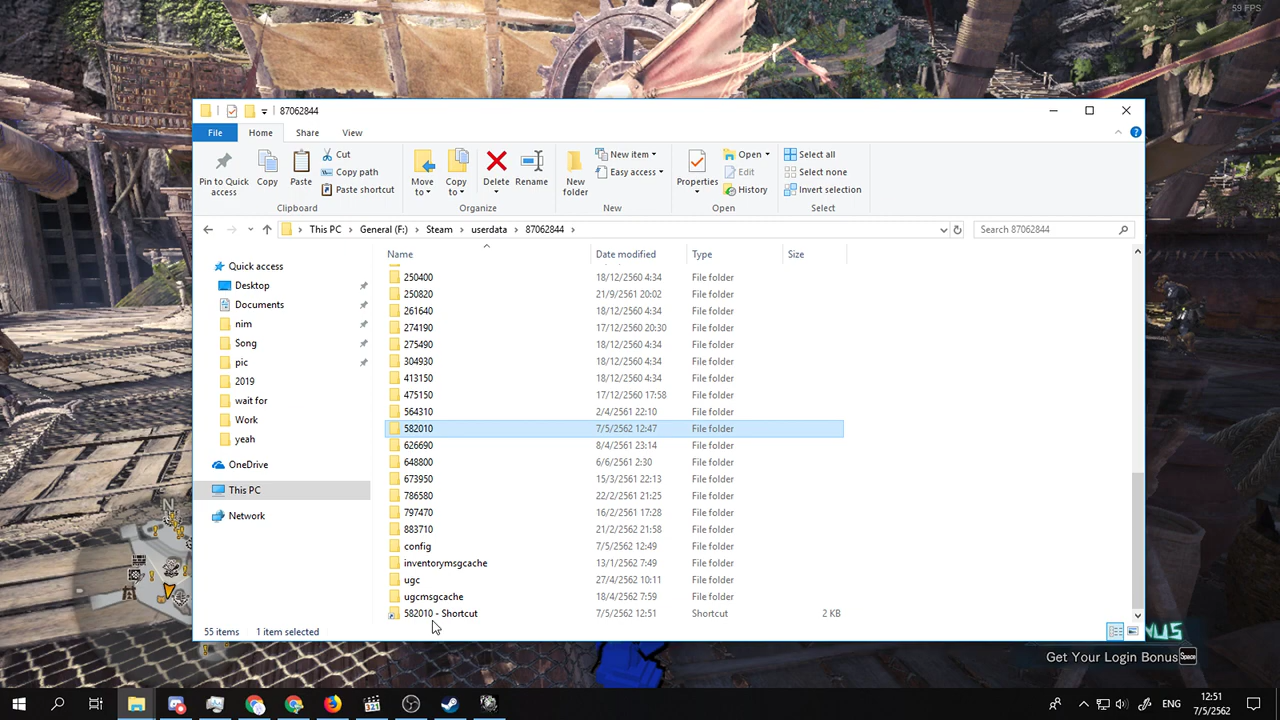 59 FPS
87062844
File Home Share View
Pin to Quick access
Copy
Paste
Cut
Copy path
Paste shortcut
Clipboard
Move to
Copy to
Delete
Rename
Organize
New folder
New item
Easy access
New
Properties
Open
Edit
History
Open
Select all
Select none
Invert selection
Select
This PC > General (F:) > Steam > userdata > 87062844 >
Search 87062844
Name Date modified Type Size
Quick access
Desktop
Documents
nim
Song
pic
2019
wait for
Work
yeah
OneDrive
This PC
Network
250400 18/12/2560 4:34 File folder
250820 21/9/2561 20:02 File folder
261640 18/12/2560 4:34 File folder
274190 17/12/2560 20:30 File folder
275490 18/12/2560 4:34 File folder
304930 18/12/2560 4:34 File folder
413150 18/12/2560 4:34 File folder
475150 17/12/2560 17:58 File folder
564310 2/4/2561 22:10 File folder
582010 7/5/2562 12:47 File folder
626690 8/4/2561 23:14 File folder
648800 6/6/2561 2:30 File folder
673950 15/3/2561 22:13 File folder
786580 22/2/2561 21:25 File folder
797470 16/2/2561 17:28 File folder
883710 21/2/2562 21:58 File folder
config 7/5/2562 12:49 File folder
inventorymsgcache 13/1/2562 7:49 File folder
ugc 27/4/2562 10:11 File folder
ugcmsgcache 18/4/2562 7:59 File folder
582010 - Shortcut 7/5/2562 12:51 Shortcut 2 KB
55 items 1 item selected
Get Your Login Bonus Space
ENG
12:51
7/5/2562